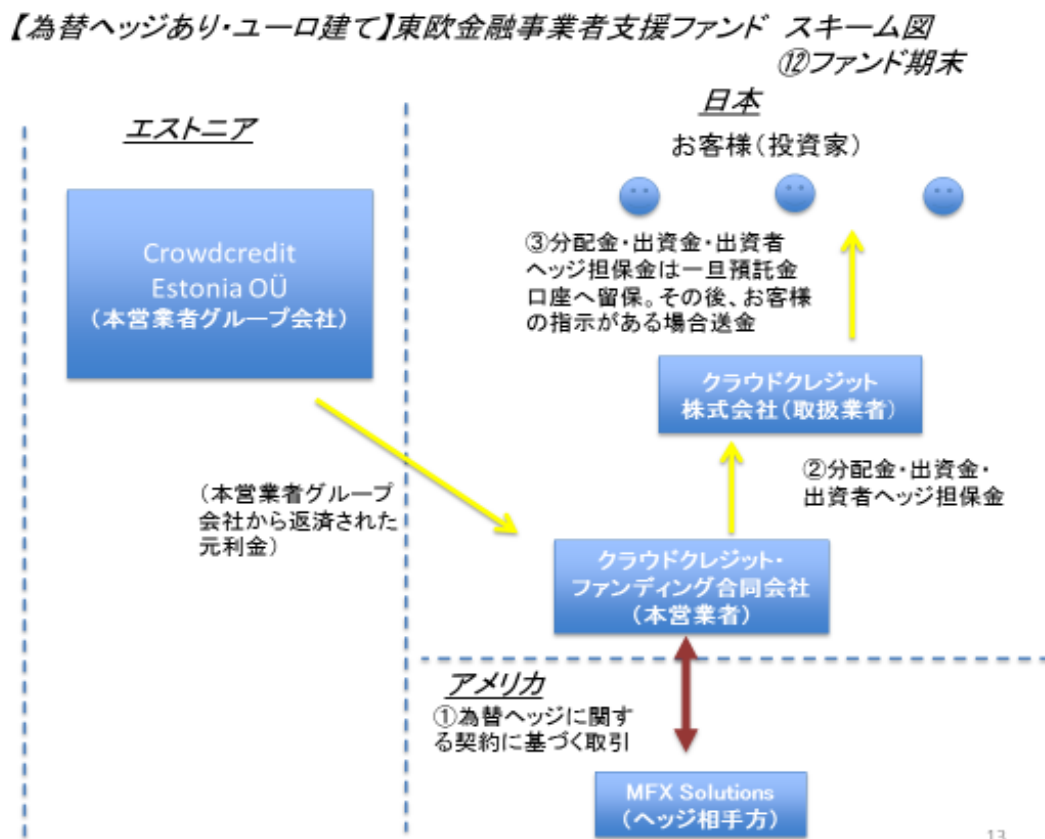 【為替ヘッジあり・ユーロ建て】東欧金融事業者支援ファンド スキーム図
⑫ファンド期末
エストニア
日本
お客様（投資家）
Crowdcredit
Estonia OÜ
（本営業者グループ会社）
③分配金・出資金・出資者
ヘッジ担保金は一旦預託金
口座へ留保。その後、お客様
の指示がある場合送金
クラウドクレジット
株式会社（取扱業者）
②分配金・出資金・
出資者ヘッジ担保金
（本営業者グループ
会社から返済された
元利金）
クラウドクレジット・
ファンディング合同会社
（本営業者）
アメリカ
①為替ヘッジに関す
る契約に基づく取引
MFX Solutions
（ヘッジ相手方）
13